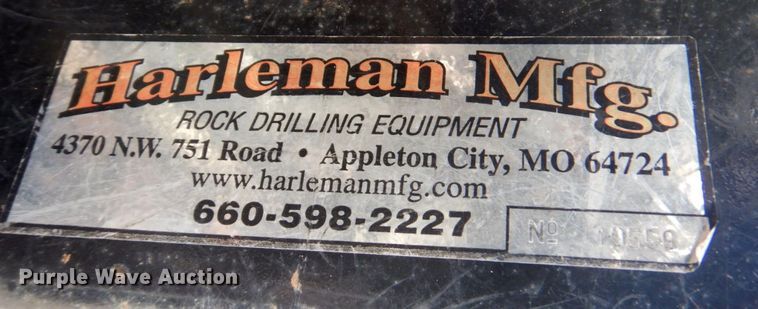 Harleman Mfg.
ROCK DRILLING EQUIPMENT
4370 N.W. 751 Road • Appleton City, MO 64724
www.harlemanmfg.com
660-598-2227
Nº
Purple Wave Auction